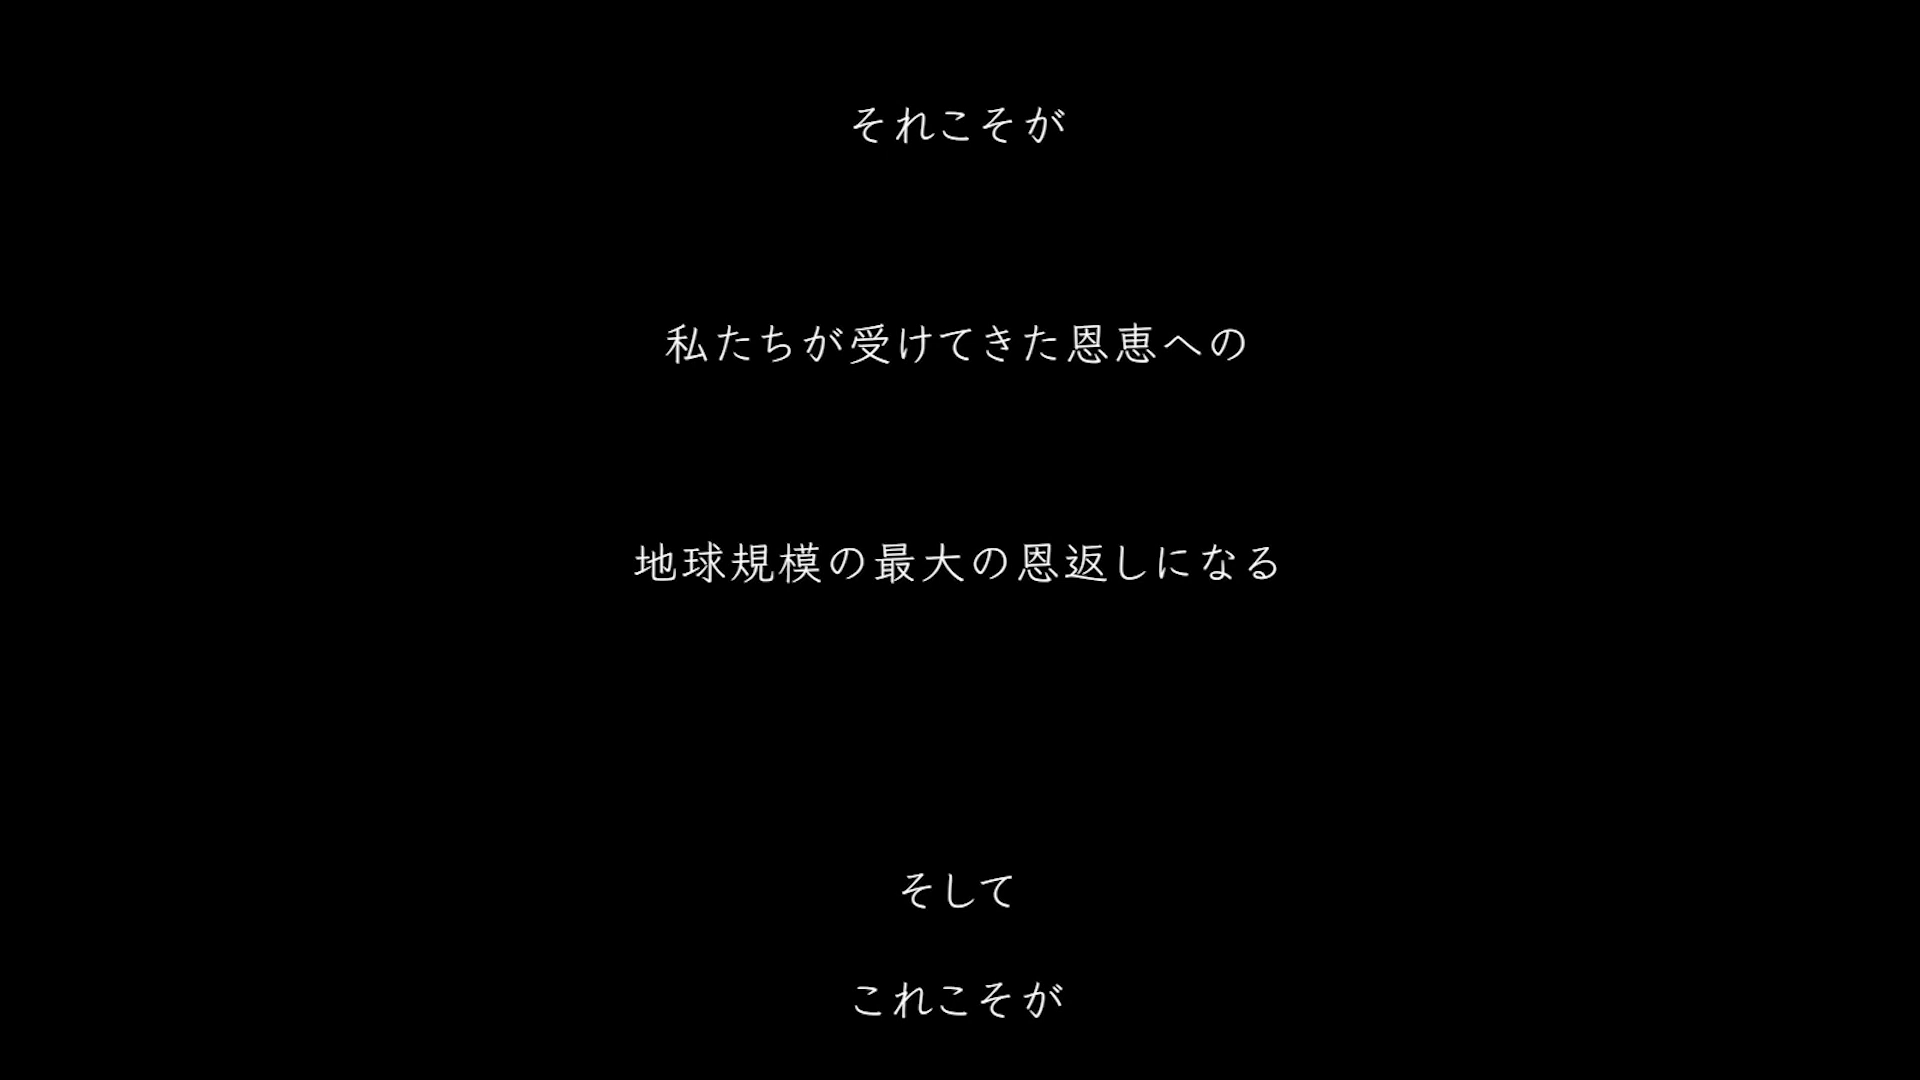 それこそが
私たちが受けてきた恩恵への
地球規模の最大の恩返しになる
そして
これこそが